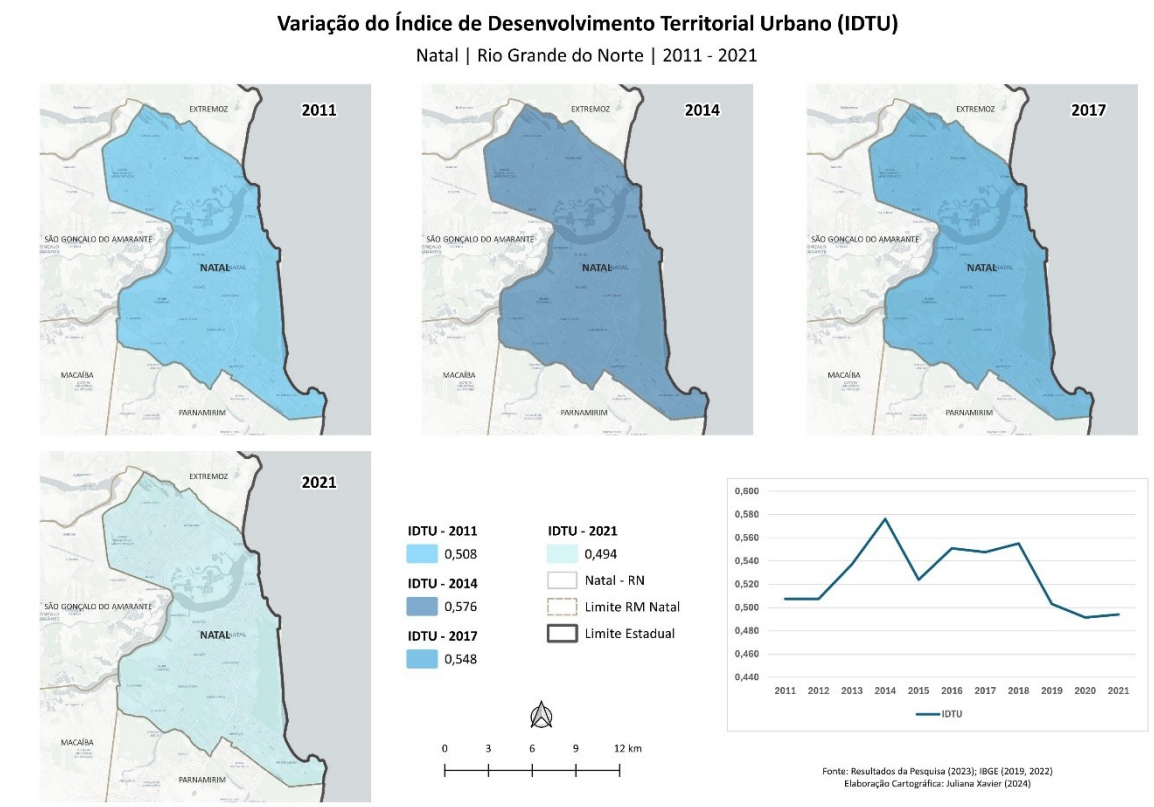 Variação do Índice de Desenvolvimento Territorial Urbano (IDTU)
Natal | Rio Grande do Norte | 2011 - 2021
2011
EXTREMOZ
SÃO GONÇALO DO AMARANTE
NATAL
MACAÍBA
PARNAMIRIM
2014
EXTREMOZ
SÃO GONÇALO DO AMARANTE
NATAL
MACAÍBA
PARNAMIRIM
2017
EXTREMOZ
SÃO GONÇALO DO AMARANTE
NATAL
MACAÍBA
PARNAMIRIM
2021
EXTREMOZ
SÃO GONÇALO DO AMARANTE
NATAL
MACAÍBA
PARNAMIRIM
IDTU - 2011
0,508
IDTU - 2014
0,576
IDTU - 2017
0,548
IDTU - 2021
0,494
Natal - RN
Limite RM Natal
Limite Estadual
0 3 6 9 12 km
0,600
0,580
0,560
0,540
0,520
0,500
0,480
0,460
0,440
2011 2012 2013 2014 2015 2016 2017 2018 2019 2020 2021
IDTU
Fonte: Resultados da Pesquisa (2023); IBGE (2019, 2022)
Elaboração Cartográfica: Juliana Xavier (2024)